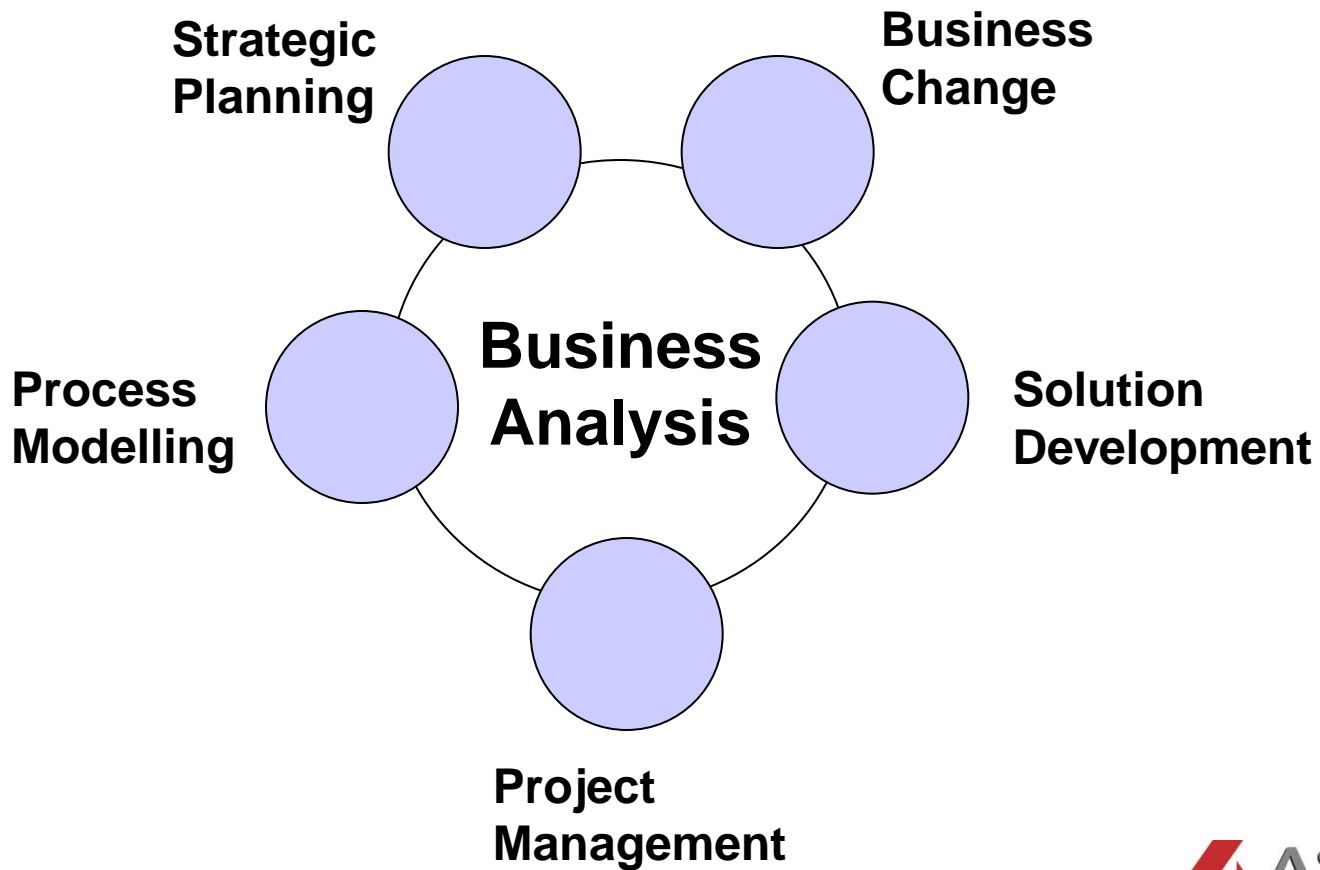 Strategic
Planning
Business
Change
Business
Analysis
Process
Modelling
Solution
Development
Project
Management